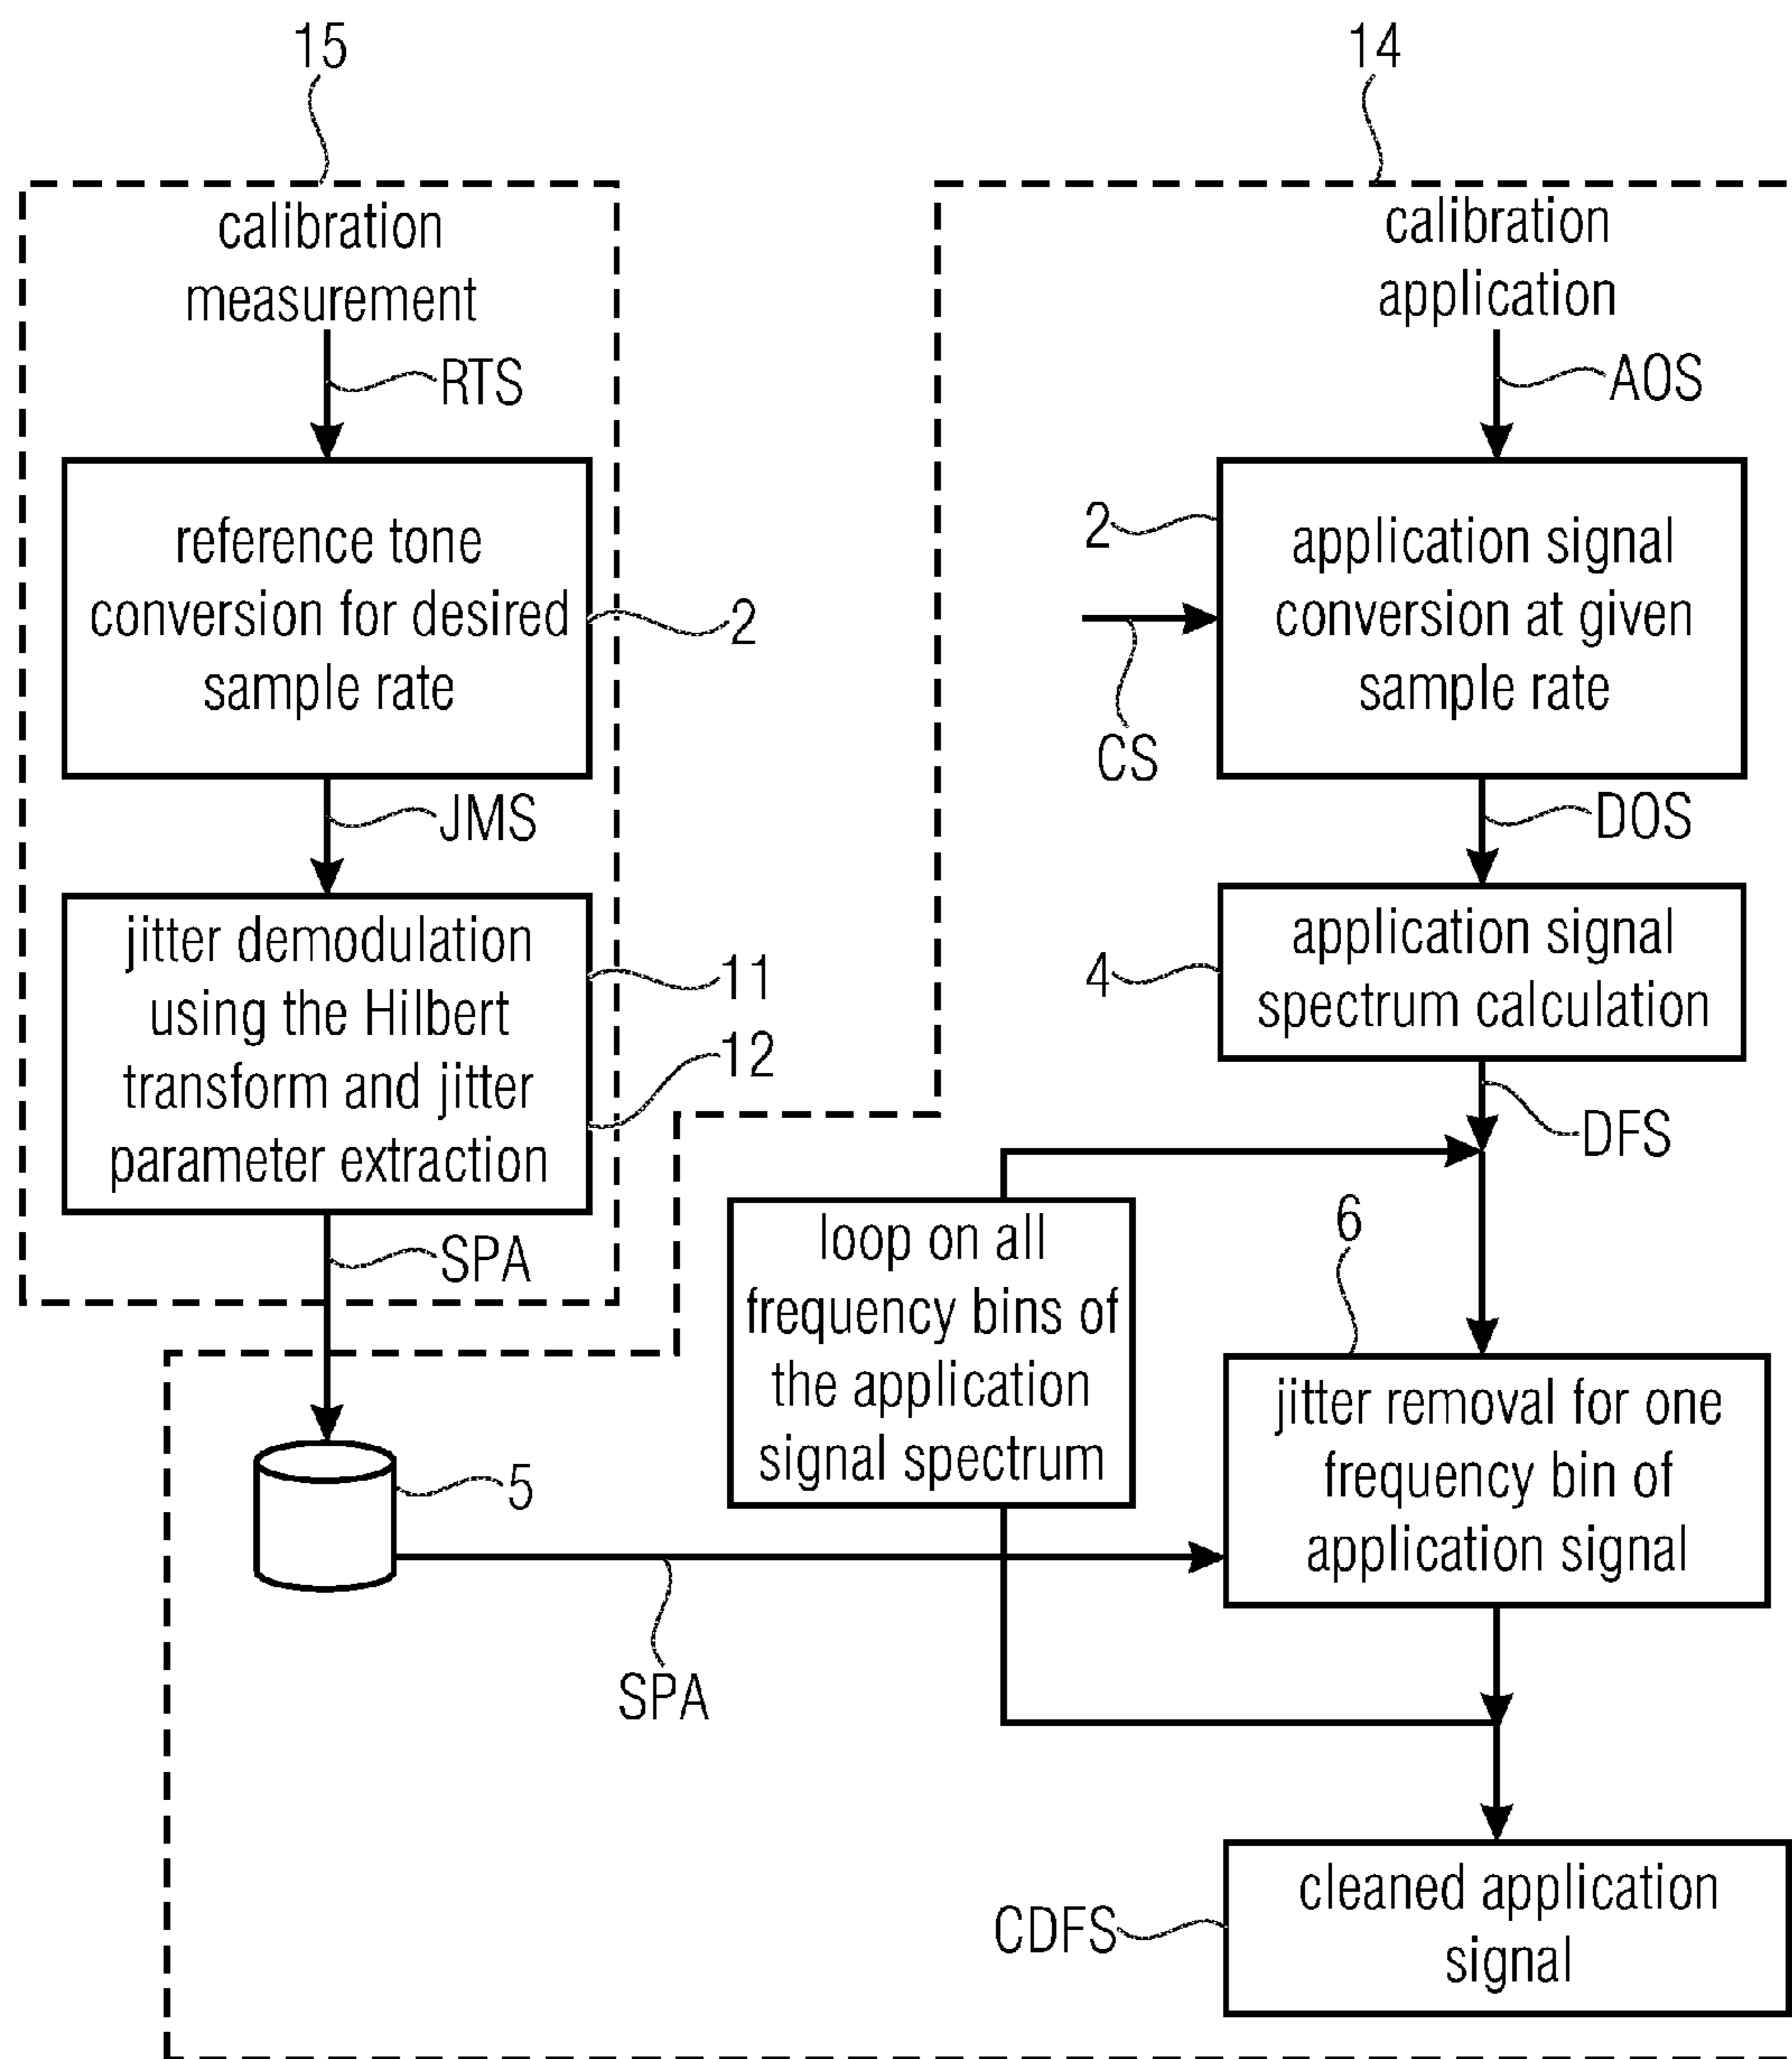 15
calibration
measurement
RTS
reference tone
conversion for desired
sample rate
2
JMS
jitter demodulation
using the Hilbert
transform and jitter
parameter extraction
11
12
SPA
5
SPA
14
calibration
application
AOS
2
application signal
conversion at given
sample rate
CS
DOS
4
application signal
spectrum calculation
DFS
loop on all
frequency bins of
the application
signal spectrum
6
jitter removal for one
frequency bin of
application signal
CDFS
cleaned application
signal